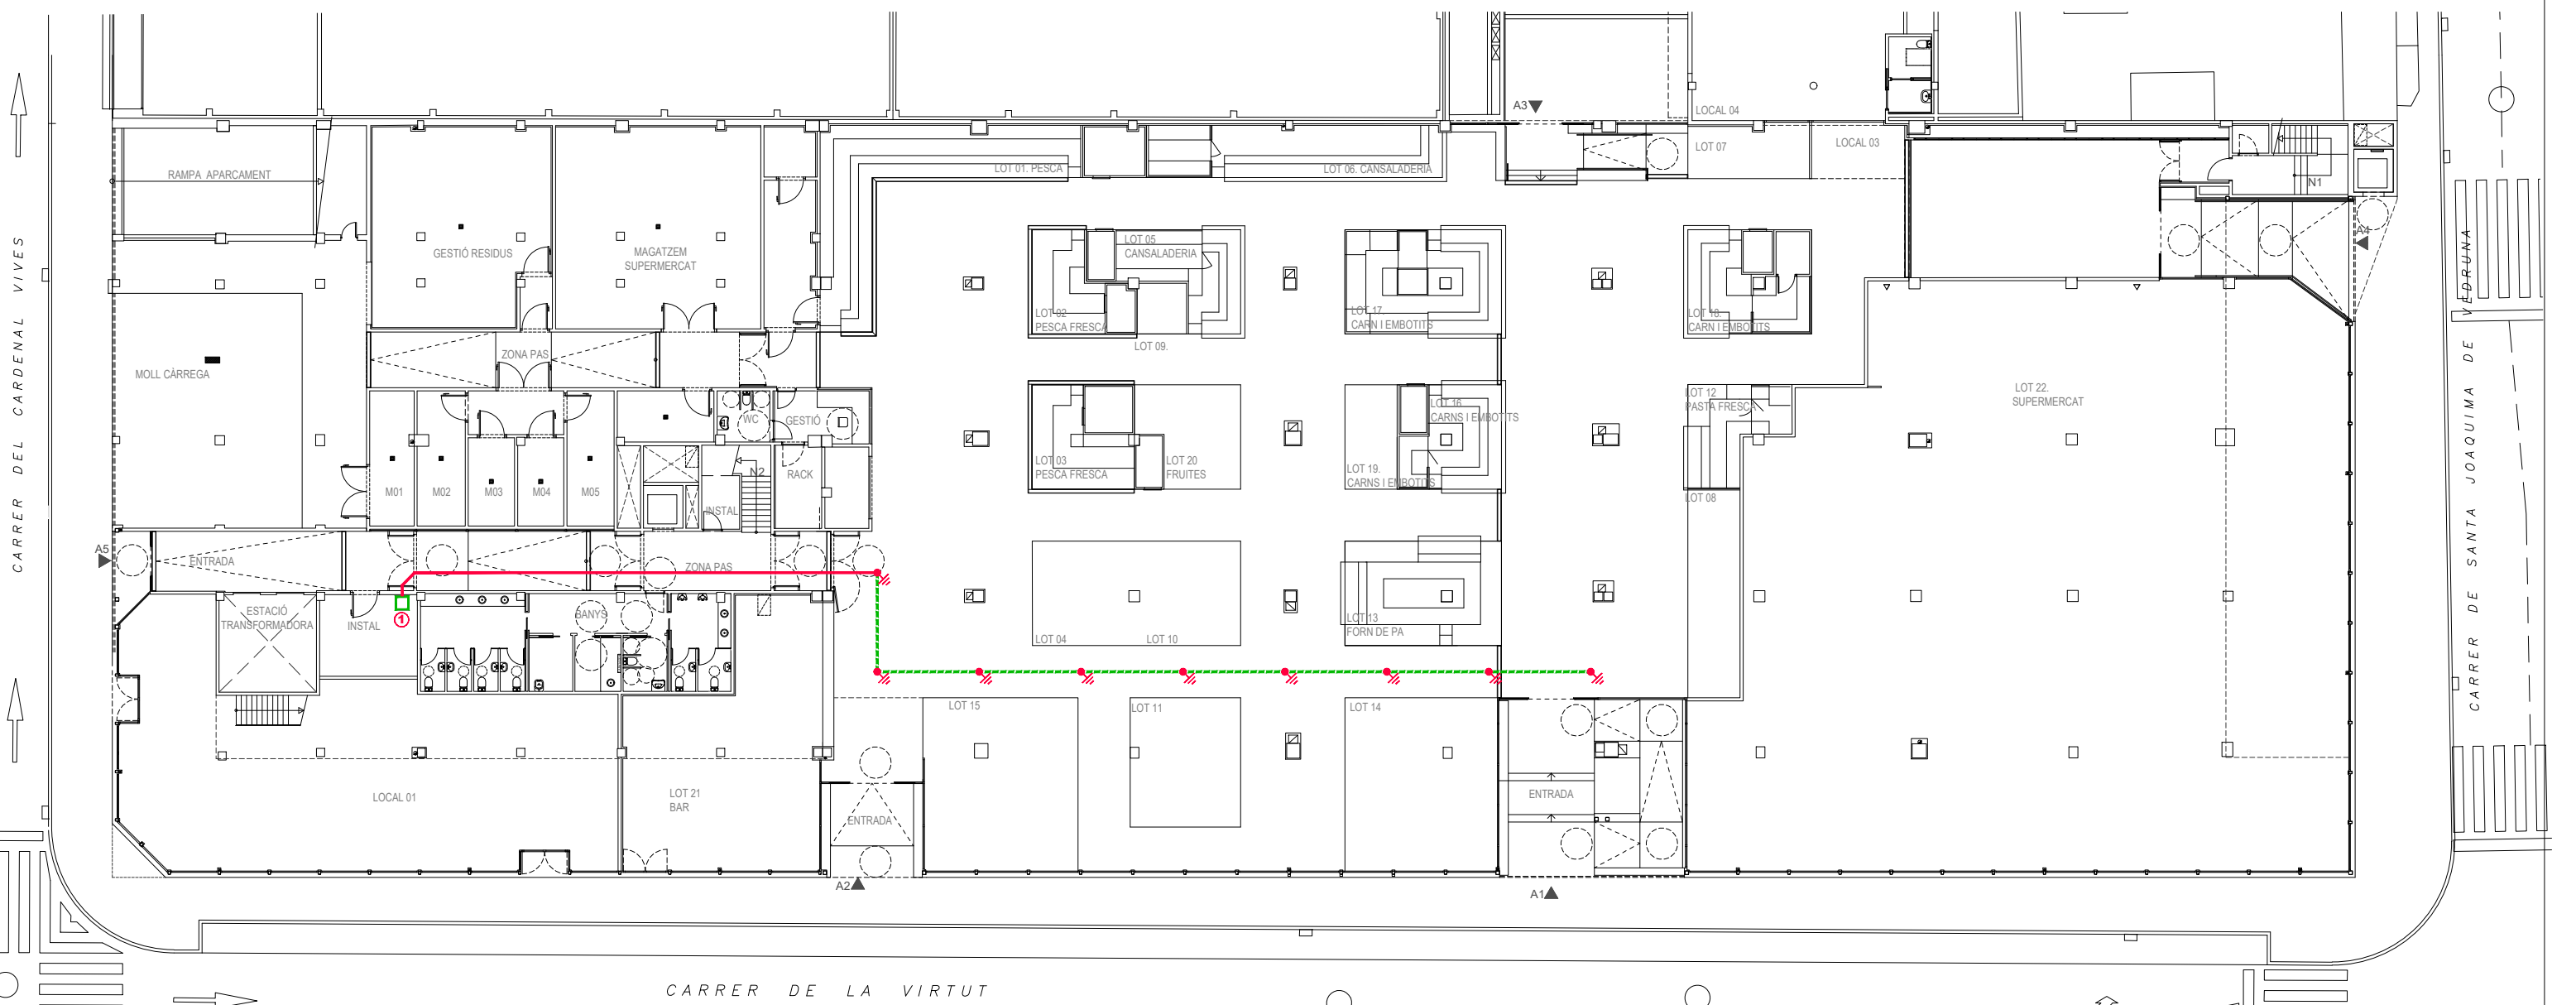 A3
LOCAL 04
LOT 07
LOCAL 03
RAMPA APARCAMENT
LOT 01. PESCA
LOT 06. CANSALADERIA
N1
A4
GESTIÓ RESIDUS
MAGATZEM
SUPERMERCAT
LOT 05
CANSALADERIA
LOT 02
PESCA FRESCA
LOT 17
CARN I EMBOTITS
LOT 18.
CARN I EMBOTITS
LOT 09.
ZONA PAS
MOLL CÀRREGA
LOT 22.
SUPERMERCAT
LOT 12
PASTA FRESCA
LOT 16
CARNS I EMBOTITS
WC
GESTIÓ
LOT 03
PESCA FRESCA
LOT 20
FRUITES
LOT 19.
CARNS I EMBOTITS
N2
RACK
M01
M02
M03
M04
M05
INSTAL
LOT 08
A5
ENTRADA
ZONA PAS
ESTACIÓ
TRANSFORMADORA
INSTAL
1
BANYS
LOT 04
LOT 10
LOT 13
FORN DE PA
LOT 15
LOT 11
LOT 14
LOCAL 01
LOT 21
BAR
ENTRADA
ENTRADA
A2
A1
CARRER DEL CARDENAL VIVES
CARRER DE SANTA JOAQUIMA DE VEDRUNA
CARRER DE LA VIRTUT